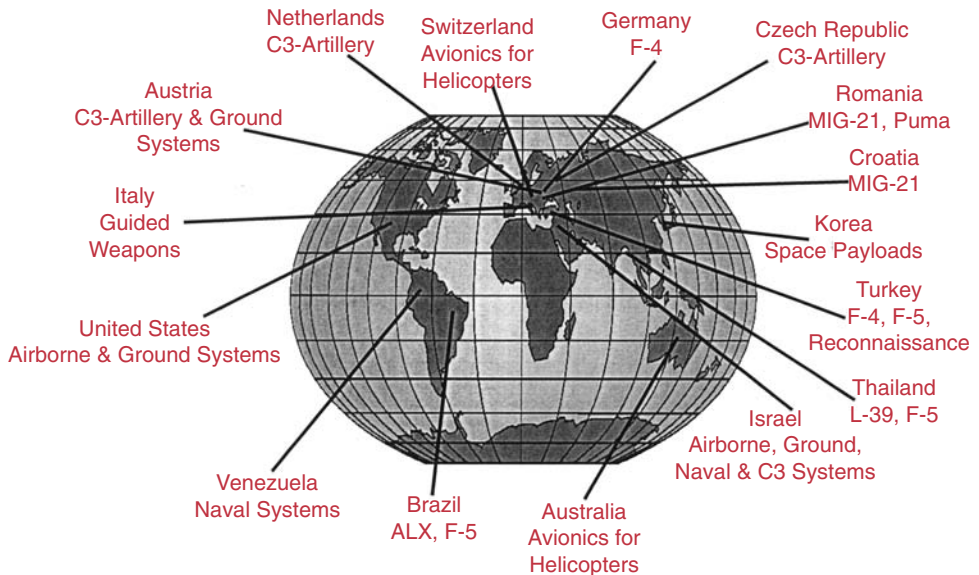 Netherlands
C3-Artillery
Switzerland
Avionics for
Helicopters
Germany
F-4
Czech Republic
C3-Artillery
Austria
C3-Artillery & Ground
Systems
Romania
MIG-21, Puma
Croatia
MIG-21
Italy
Guided
Weapons
Korea
Space Payloads
United States
Airborne & Ground Systems
Turkey
F-4, F-5,
Reconnaissance
Thailand
L-39, F-5
Israel
Airborne, Ground,
Naval & C3 Systems
Venezuela
Naval Systems
Brazil
ALX, F-5
Australia
Avionics for
Helicopters